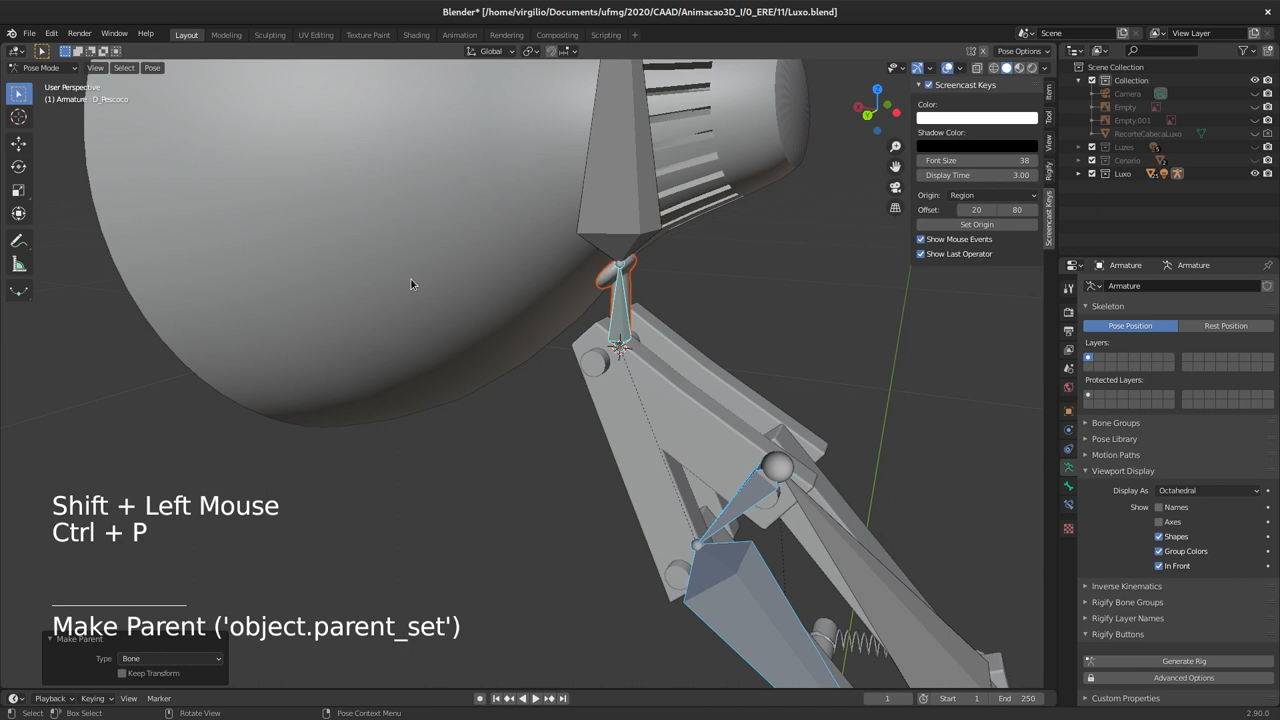 Blender* [/home/virgilio/Documents/ufmg/2020/CAAD/Animacao3D_I/0_ERE/11/Luxo.blend]
File Edit Render Window Help Layout Modeling Sculpting UV Editing Texture Paint Shading Animation Rendering Compositing Scripting + Scene View Layer
Global Pose Options
Pose Mode View Select Pose
User Perspective
(1) Armature : D_Pescoco
Screencast Keys
Color:
Shadow Color:
Font Size 38
Display Time 3.00
Origin: Region
Offset: 20 80
Set Origin
Show Mouse Events
Show Last Operator
Item
Tool
View
Rigify
Screencast Keys
Scene Collection
Collection
Camera
Empty
Empty.001
RecorteCabecaLuxo
Luzes
Cenario
Luxo
Armature Armature
Armature
Skeleton
Pose Position Rest Position
Layers:
Protected Layers:
Bone Groups
Pose Library
Motion Paths
Viewport Display
Display As Octahedral
Show Names
Axes
Shapes
Group Colors
In Front
Inverse Kinematics
Rigify Bone Groups
Rigify Layer Names
Rigify Buttons
Generate Rig
Advanced Options
Custom Properties
Shift + Left Mouse
Ctrl + P
Make Parent ('object.parent_set')
Make Parent
Type Bone
Keep Transform
Playback Keying View Marker 1 Start 1 End 250
Select Box Select Rotate View Pose Context Menu 2.90.0